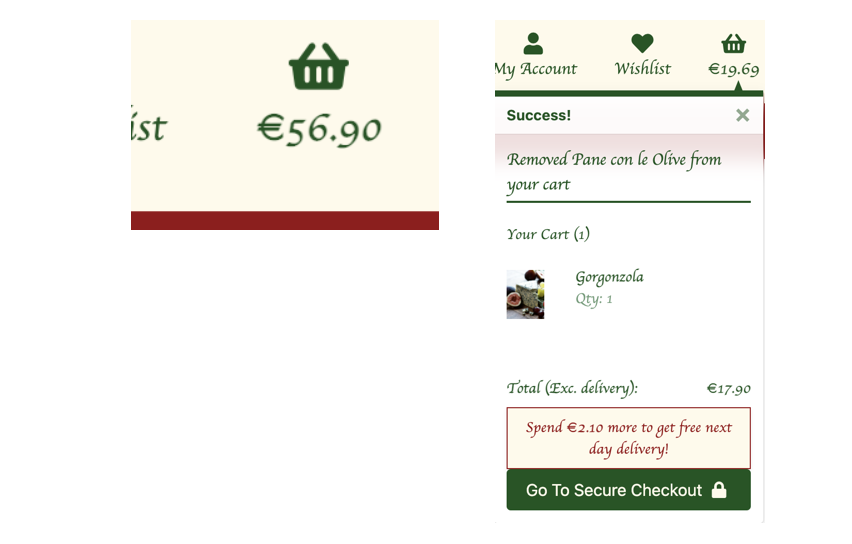 ist
€56.90
My Account
Wishlist
€19.69
Success!
Removed Pane con le Olive from
your cart
Your Cart (1)
Gorgonzola
Qty: 1
Total (Exc. delivery):
€17.90
Spend €2.10 more to get free next
day delivery!
Go To Secure Checkout